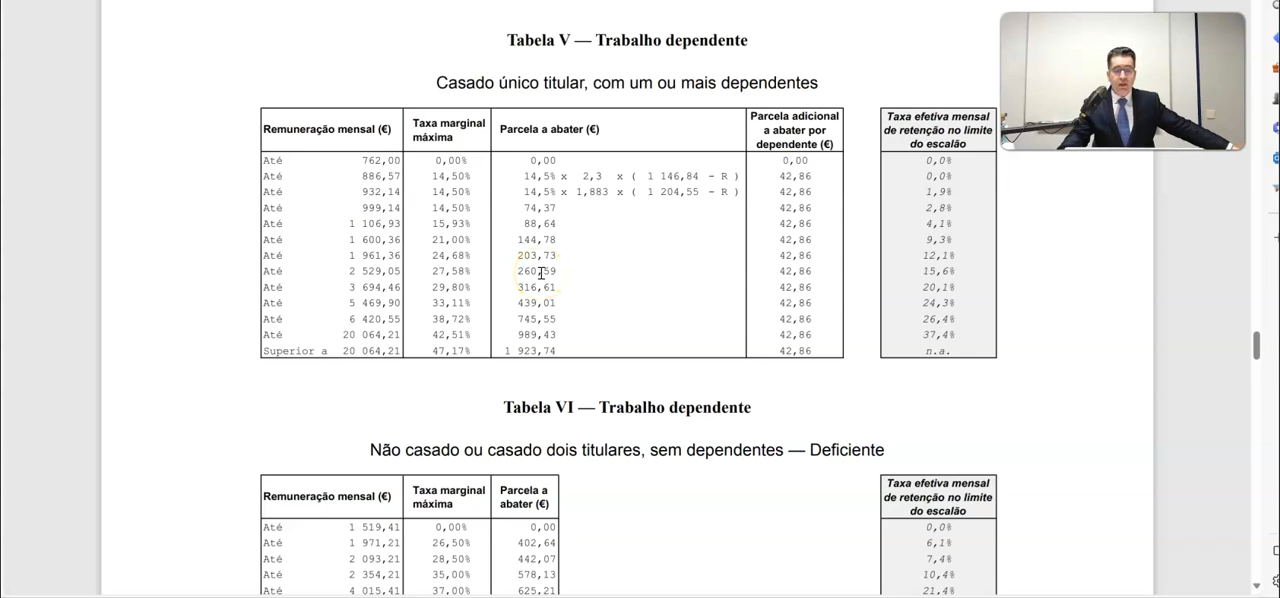 Tabela V — Trabalho dependente
Casado único titular, com um ou mais dependentes
Remuneração mensal (€) Taxa marginal máxima Parcela a abater (€) Parcela adicional a abater por dependente (€) Taxa efetiva mensal de retenção no limite do escalão
Até 762,00 0,00% 0,00 0,00 0,0%
Até 886,57 14,50% 14,5% x 2,3 x ( 1 146,84 - R ) 42,86 0,0%
Até 932,14 14,50% 14,5% x 1,883 x ( 1 204,55 - R ) 42,86 1,9%
Até 999,14 14,50% 74,37 42,86 2,8%
Até 1 106,93 15,93% 88,64 42,86 4,1%
Até 1 600,36 21,00% 144,78 42,86 9,3%
Até 1 961,36 24,68% 203,73 42,86 12,1%
Até 2 529,05 27,58% 260,59 42,86 15,6%
Até 3 694,46 29,80% 316,61 42,86 20,1%
Até 5 469,90 33,11% 439,01 42,86 24,3%
Até 6 420,55 38,72% 745,55 42,86 26,4%
Até 20 064,21 42,51% 989,43 42,86 37,4%
Superior a 20 064,21 47,17% 1 923,74 42,86 n.a.
Tabela VI — Trabalho dependente
Não casado ou casado dois titulares, sem dependentes — Deficiente
Remuneração mensal (€) Taxa marginal máxima Parcela a abater (€) Taxa efetiva mensal de retenção no limite do escalão
Até 1 519,41 0,00% 0,00 0,0%
Até 1 971,21 26,50% 402,64 6,1%
Até 2 093,21 28,50% 442,07 7,4%
Até 2 354,21 35,00% 578,13 10,4%
Até 4 015,41 37,00% 625,21 21,4%